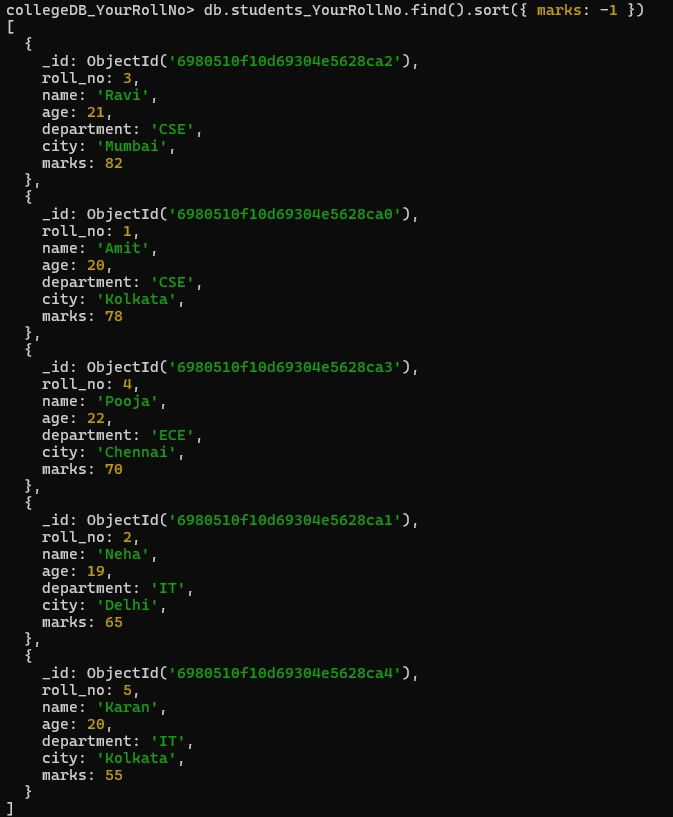 collegeDB_YourRollNo> db.students_YourRollNo.find().sort({ marks: -1 })
[
  {
    _id: ObjectId('6980510f10d69304e5628ca2'),
    roll_no: 3,
    name: 'Ravi',
    age: 21,
    department: 'CSE',
    city: 'Mumbai',
    marks: 82
  },
  {
    _id: ObjectId('6980510f10d69304e5628ca0'),
    roll_no: 1,
    name: 'Amit',
    age: 20,
    department: 'CSE',
    city: 'Kolkata',
    marks: 78
  },
  {
    _id: ObjectId('6980510f10d69304e5628ca3'),
    roll_no: 4,
    name: 'Pooja',
    age: 22,
    department: 'ECE',
    city: 'Chennai',
    marks: 70
  },
  {
    _id: ObjectId('6980510f10d69304e5628ca1'),
    roll_no: 2,
    name: 'Neha',
    age: 19,
    department: 'IT',
    city: 'Delhi',
    marks: 65
  },
  {
    _id: ObjectId('6980510f10d69304e5628ca4'),
    roll_no: 5,
    name: 'Karan',
    age: 20,
    department: 'IT',
    city: 'Kolkata',
    marks: 55
  }
]